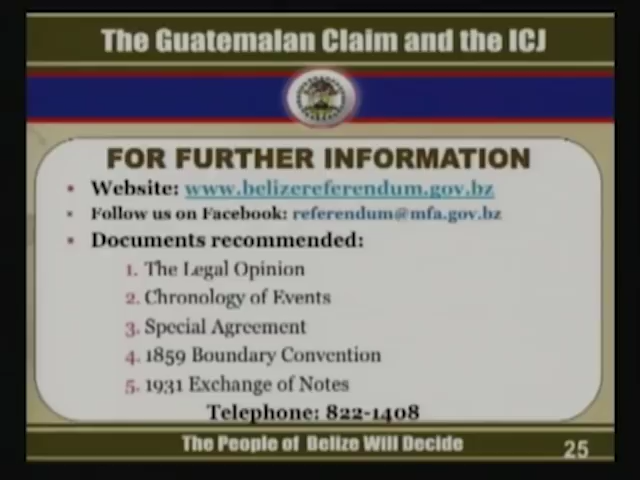 The Guatemalan Claim and the ICJ
FOR FURTHER INFORMATION
• Website: www.belizereferendum.gov.bz
• Follow us on Facebook: referendum@mfa.gov.bz
• Documents recommended:
1. The Legal Opinion
2. Chronology of Events
3. Special Agreement
4. 1859 Boundary Convention
5. 1931 Exchange of Notes
Telephone: 822-1408
The People of Belize Will Decide
25